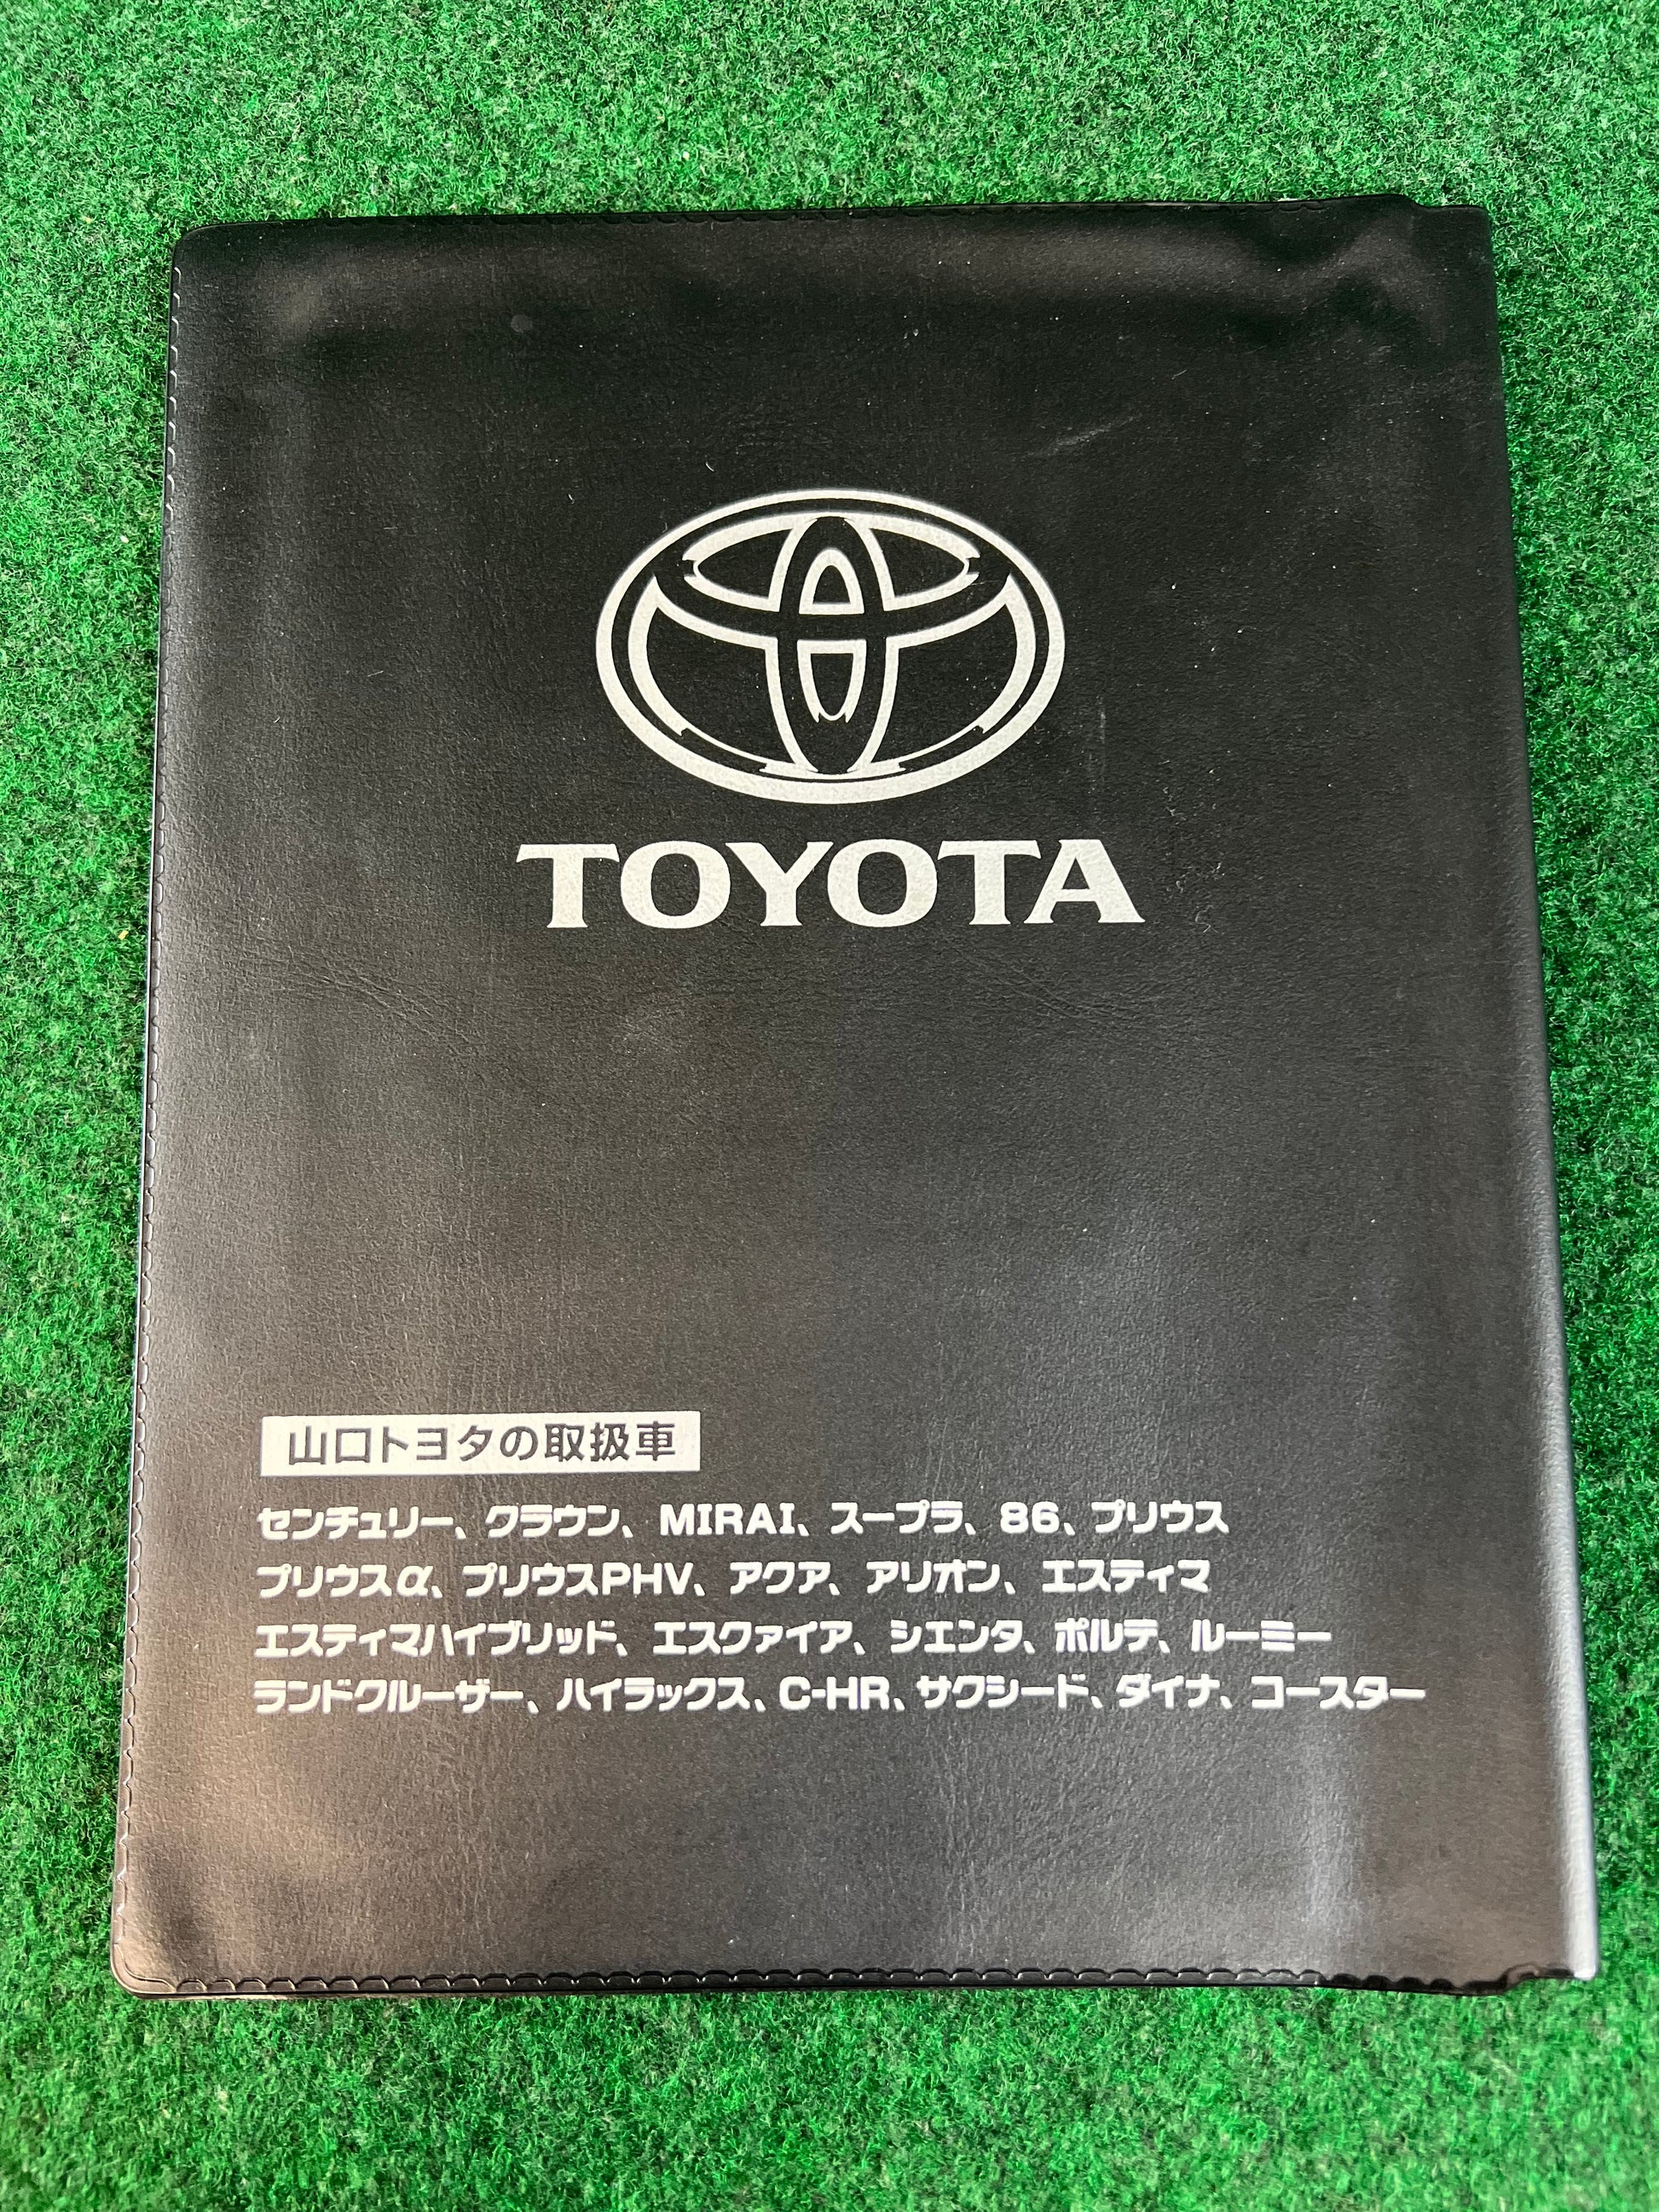 TOYOTA
山口トヨタの取扱車
センチュリー、クラウン、MIRAI、スープラ、86、プリウス
プリウスα、プリウスPHV、アクア、アリオン、エスティマ
エスティマハイブリッド、エスクァイア、シエンタ、ポルテ、ルーミー
ランドクルーザー、ハイラックス、C-HR、サクシード、ダイナ、コースター